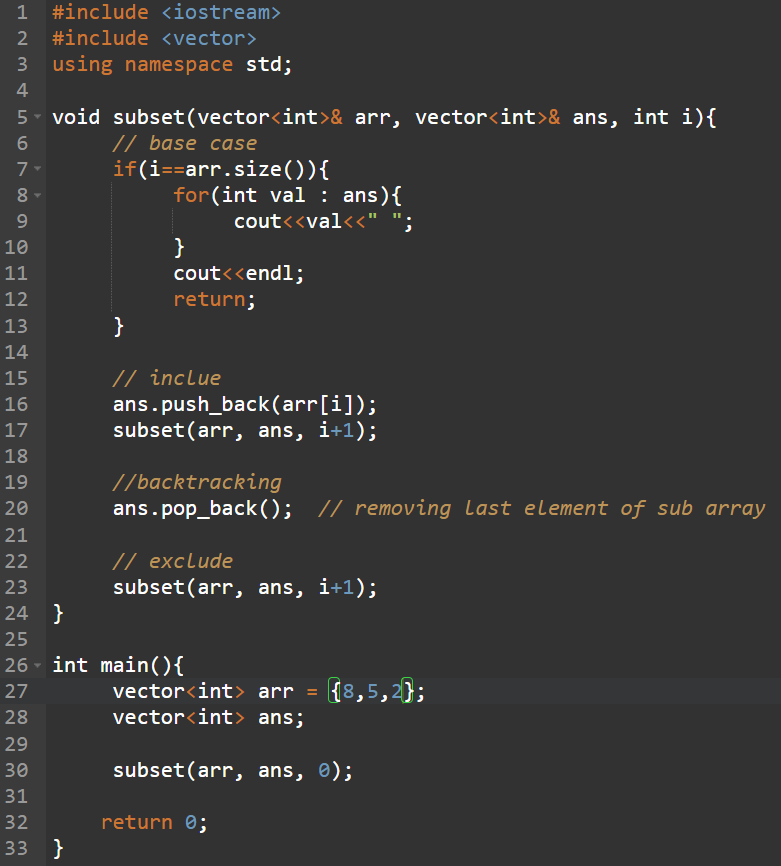 1 #include <iostream>
2 #include <vector>
3 using namespace std;
4
5 void subset(vector<int>& arr, vector<int>& ans, int i){
6      // base case
7      if(i==arr.size()){
8           for(int val : ans){
9                cout<<val<<" ";
10           }
11           cout<<endl;
12           return;
13      }
14
15      // inclue
16      ans.push_back(arr[i]);
17      subset(arr, ans, i+1);
18
19      //backtracking
20      ans.pop_back();  // removing last element of sub array
21
22      // exclude
23      subset(arr, ans, i+1);
24 }
25
26 int main(){
27      vector<int> arr = {8,5,2};
28      vector<int> ans;
29
30      subset(arr, ans, 0);
31
32     return 0;
33 }